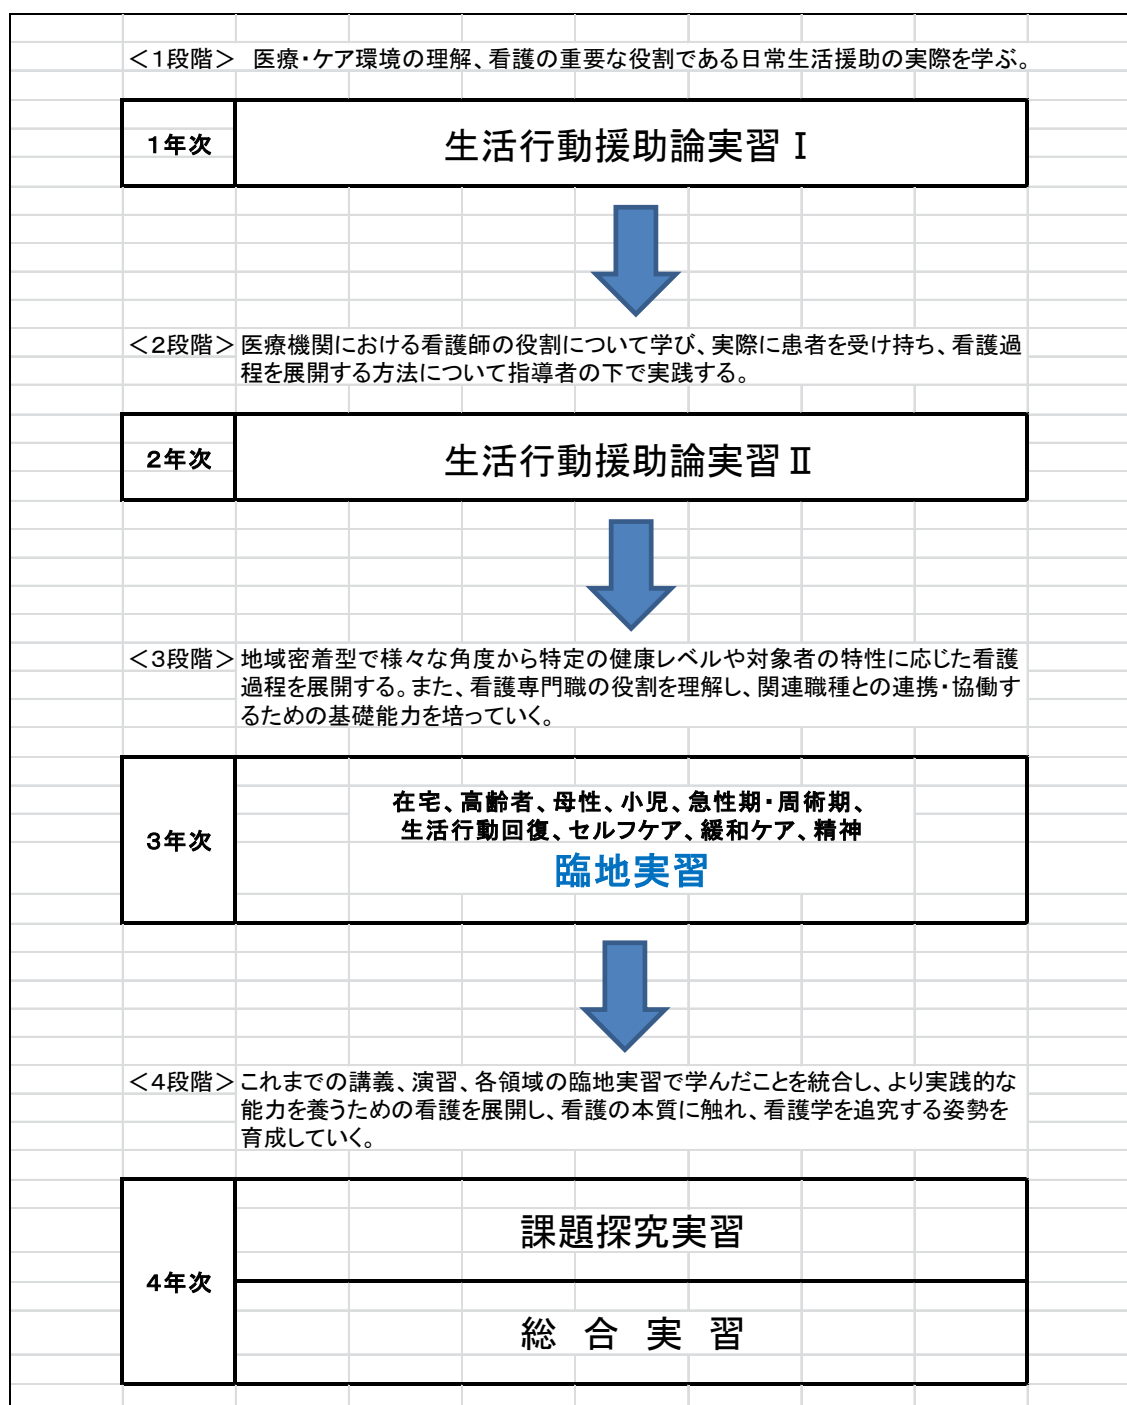 ＜1段階＞　医療・ケア環境の理解、看護の重要な役割である日常生活援助の実際を学ぶ。
1年次
生活行動援助論実習Ⅰ
＜2段階＞ 医療機関における看護師の役割について学び、実際に患者を受け持ち、看護過
程を展開する方法について指導者の下で実践する。
2年次
生活行動援助論実習Ⅱ
＜3段階＞ 地域密着型で様々な角度から特定の健康レベルや対象者の特性に応じた看護
過程を展開する。また、看護専門職の役割を理解し、関連職種との連携・協働す
るための基礎能力を培っていく。
3年次
在宅、高齢者、母性、小児、急性期・周術期、
生活行動回復、セルフケア、緩和ケア、精神
臨地実習
＜4段階＞ これまでの講義、演習、各領域の臨地実習で学んだことを統合し、より実践的な
能力を養うための看護を展開し、看護の本質に触れ、看護学を追究する姿勢を
育成していく。
4年次
課題探究実習
総 合 実 習